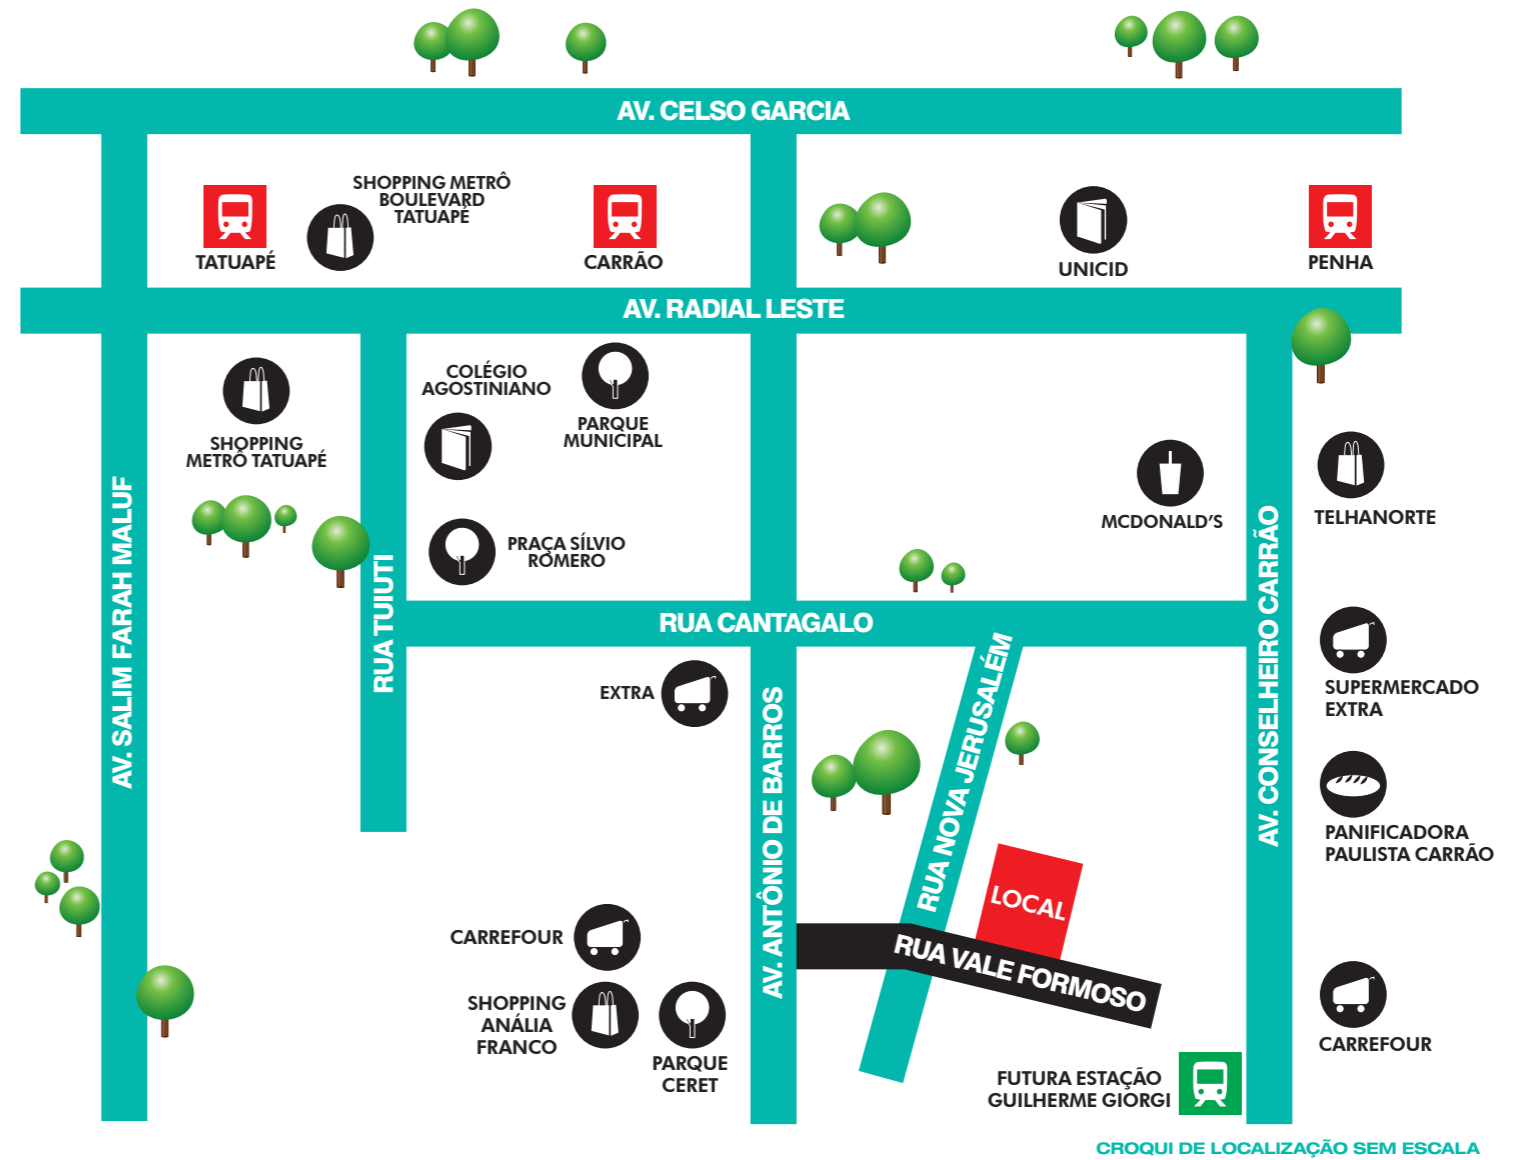 AV. CELSO GARCIA
SHOPPING METRÔ
BOULEVARD
TATUAPÉ
TATUAPÉ
CARRÃO
UNICID
PENHA
AV. RADIAL LESTE
COLÉGIO
AGOSTINIANO
PARQUE
MUNICIPAL
SHOPPING
METRÔ TATUAPÉ
MCDONALD'S
TELHANORTE
PRAÇA SÍLVIO
ROMERO
AV. SALIM FARAH MALUF
RUA TUIUTI
RUA CANTAGALO
AV. CONSELHEIRO CARRÃO
EXTRA
SUPERMERCADO
EXTRA
AV. ANTÔNIO DE BARROS
RUA NOVA JERUSALÉM
PANIFICADORA
PAULISTA CARRÃO
LOCAL
CARREFOUR
RUA VALE FORMOSO
SHOPPING
ANÁLIA
FRANCO
PARQUE
CERET
CARREFOUR
FUTURA ESTAÇÃO
GUILHERME GIORGI
CROQUI DE LOCALIZAÇÃO SEM ESCALA